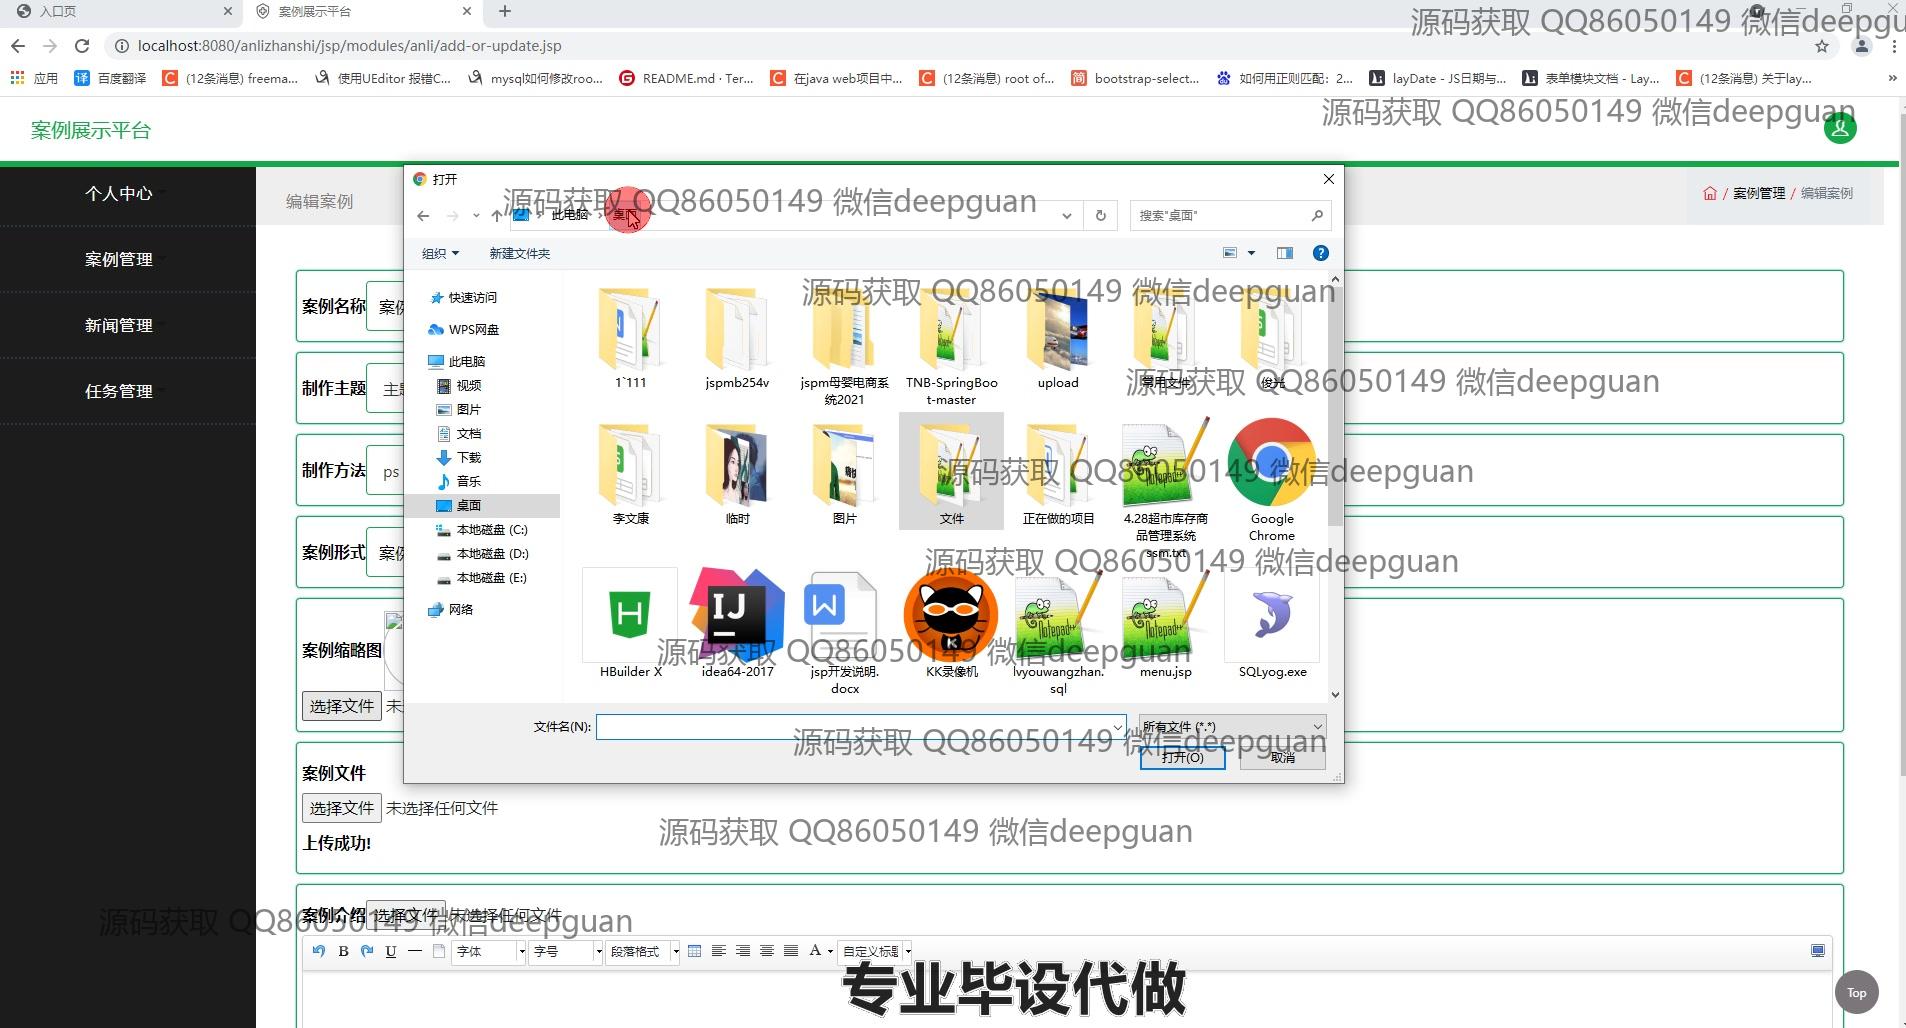 入口页
案例展示平台
localhost:8080/anlizhanshi/jsp/modules/anli/add-or-update.jsp
应用
百度翻译
(12条消息) freema...
使用UEditor 报错C...
mysql如何修改roo...
README.md · Ter...
在java web项目中...
(12条消息) root of...
bootstrap-select...
如何用正则匹配：2...
layDate - JS日期与...
表单模块文档 - Lay...
(12条消息) 关于lay...
源码获取 QQ86050149 微信deepgu
源码获取 QQ86050149 微信deepguan
案例展示平台
个人中心
案例管理
新闻管理
任务管理
编辑案例
/ 案例管理 / 编辑案例
打开
源码获取 QQ86050149 微信deepguan
此电脑
桌面
搜索"桌面"
组织
新建文件夹
快速访问
WPS网盘
此电脑
视频
图片
文档
下载
音乐
桌面
本地磁盘 (C:)
本地磁盘 (D:)
本地磁盘 (E:)
网络
源码获取 QQ86050149 微信deepguan
1`111
jspmb254v
jspm母婴电商系
统2021
TNB-SpringBoo
t-master
upload
常用文件
俊光
源码获取 QQ86050149 微信deepguan
李文康
临时
图片
文件
正在做的项目
4.28超市库存商
品管理系统
ssm.txt
Google
Chrome
源码获取 QQ86050149 微信deepguan
源码获取 QQ86050149 微信deepguan
HBuilder X
idea64-2017
jsp开发说明.
docx
KK录像机
lvyouwangzhan.
sql
menu.jsp
SQLyog.exe
源码获取 QQ86050149 微信deepguan
文件名(N):
所有文件 (*.*)
打开(O)
取消
源码获取 QQ86050149 微信deepguan
案例名称
案例
制作主题
主题
制作方法
ps
案例形式
案例
案例缩略图
选择文件
未
案例文件
选择文件 未选择任何文件
上传成功!
源码获取 QQ86050149 微信deepguan
案例介绍
选择文件 未选择任何文件
源码获取 QQ86050149 微信deepguan
B
U
字体
字号
段落格式
A
自定义标题
专业毕设代做
Top